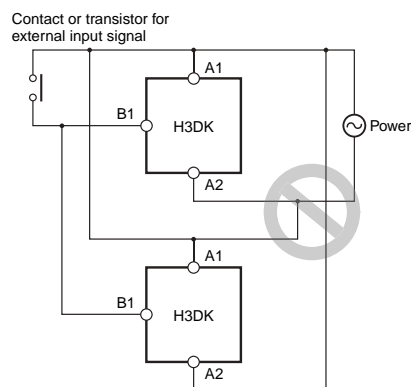 Contact or transistor for
external input signal
A1
B1
H3DK
Power
A2
A1
B1
H3DK
A2